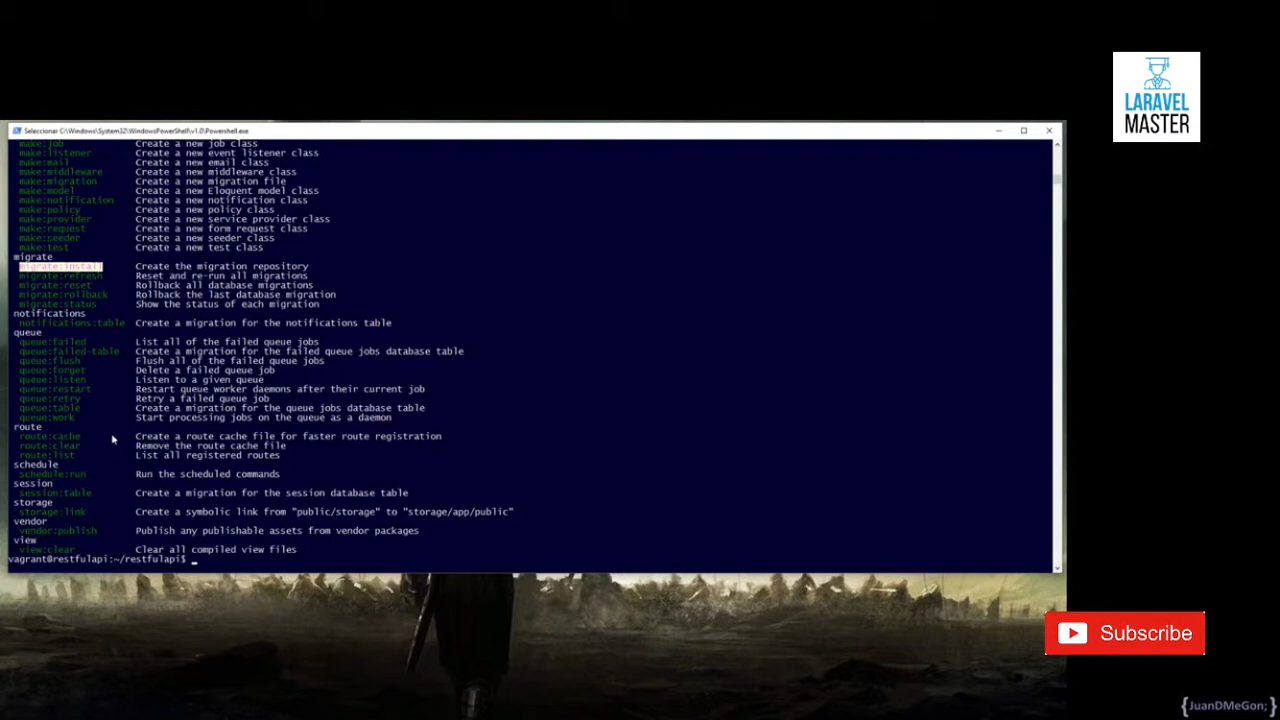 LARAVEL
MASTER
Seleccionar C:\Windows\System32\WindowsPowerShell\v1.0\Powershell.exe
make:job Create a new job class
make:listener Create a new event listener class
make:mail Create a new email class
make:middleware Create a new middleware class
make:migration Create a new migration file
make:model Create a new Eloquent model class
make:notification Create a new notification class
make:policy Create a new policy class
make:provider Create a new service provider class
make:request Create a new form request class
make:seeder Create a new seeder class
make:test Create a new test class
migrate
migrate:install Create the migration repository
migrate:refresh Reset and re-run all migrations
migrate:reset Rollback all database migrations
migrate:rollback Rollback the last database migration
migrate:status Show the status of each migration
notifications
notifications:table Create a migration for the notifications table
queue
queue:failed List all of the failed queue jobs
queue:failed-table Create a migration for the failed queue jobs database table
queue:flush Flush all of the failed queue jobs
queue:forget Delete a failed queue job
queue:listen Listen to a given queue
queue:restart Restart queue worker daemons after their current job
queue:retry Retry a failed queue job
queue:table Create a migration for the queue jobs database table
queue:work Start processing jobs on the queue as a daemon
route
route:cache Create a route cache file for faster route registration
route:clear Remove the route cache file
route:list List all registered routes
schedule
schedule:run Run the scheduled commands
session
session:table Create a migration for the session database table
storage
storage:link Create a symbolic link from "public/storage" to "storage/app/public"
vendor
vendor:publish Publish any publishable assets from vendor packages
view
view:clear Clear all compiled view files
vagrant@restfulapi:~/restfulapi$
Subscribe
{JuanDMeGon;}